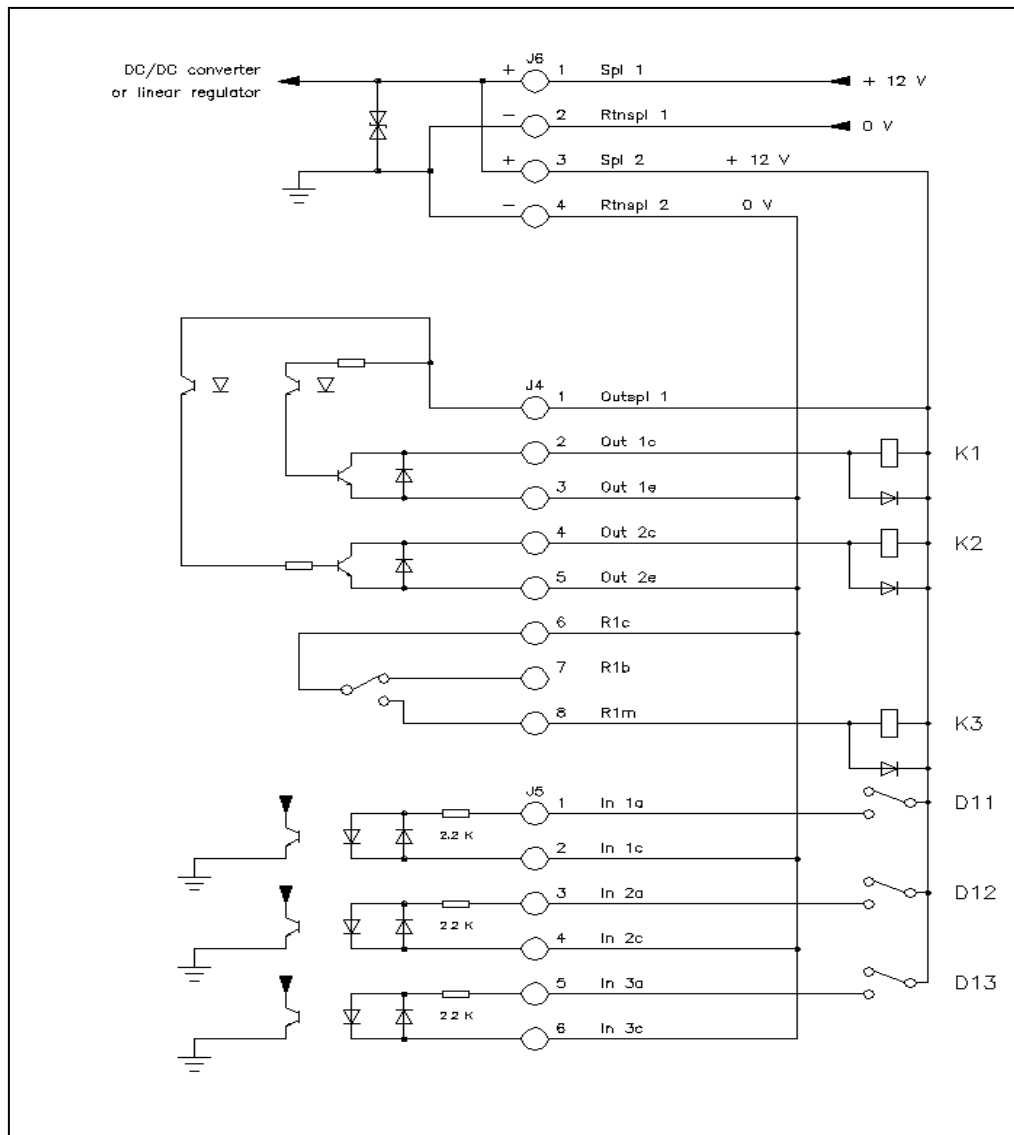 DC/DC converter
or linear regulator
J6
+ 1 Spl 1 + 12 V
− 2 Rtnspl 1 0 V
+ 3 Spl 2 + 12 V
− 4 Rtnspl 2 0 V
J4
1 Outspl 1
2 Out 1c K1
3 Out 1e
4 Out 2c K2
5 Out 2e
6 R1c
7 R1b
8 R1m K3
J5
1 In 1a D11
2.2 K
2 In 1c
3 In 2a D12
2.2 K
4 In 2c
5 In 3a D13
2.2 K
6 In 3c